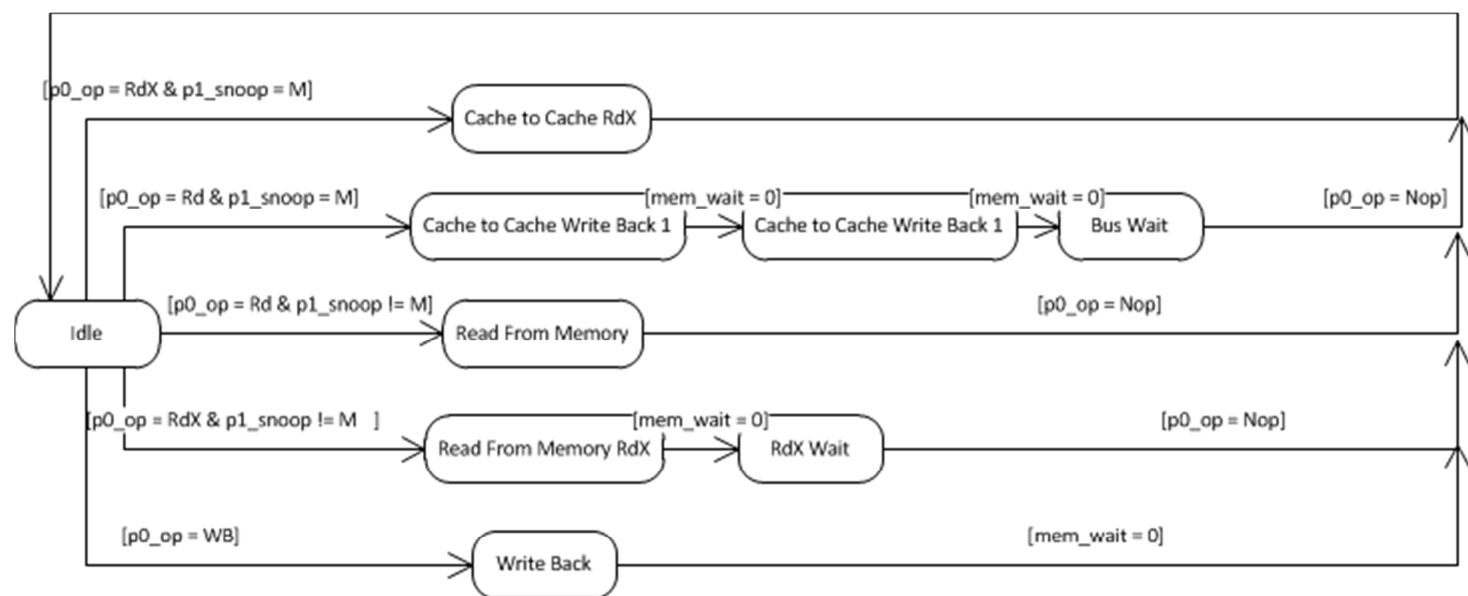 [p0_op = RdX & p1_snoop = M]
Cache to Cache RdX
[p0_op = Rd & p1_snoop = M]
[mem_wait = 0]
[mem_wait = 0]
[p0_op = Nop]
Cache to Cache Write Back 1
Cache to Cache Write Back 1
Bus Wait
[p0_op = Rd & p1_snoop != M]
[p0_op = Nop]
Idle
Read From Memory
[p0_op = RdX & p1_snoop != M ]
[mem_wait = 0]
[p0_op = Nop]
Read From Memory RdX
RdX Wait
[p0_op = WB]
[mem_wait = 0]
Write Back